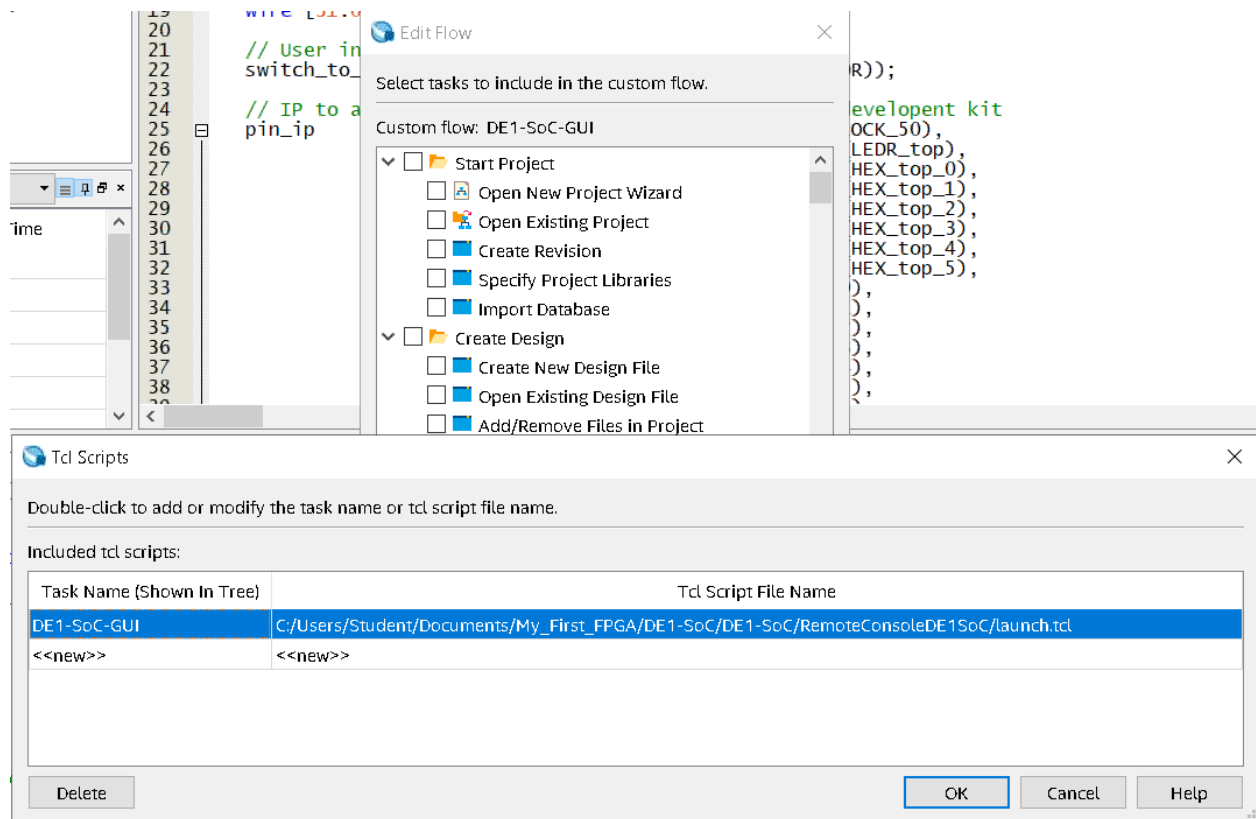 19
20
21 // User in
22 switch_to_ R));
23
24 // IP to a evelopent kit
25 pin_ip OCK_50),
26 LEDR_top),
27 HEX_top_0),
28 HEX_top_1),
29 HEX_top_2),
30 HEX_top_3),
31 HEX_top_4),
32 HEX_top_5),
33 ),
34 ),
35 ),
36 ),
37 ),
38 ),
Time
Edit Flow
Select tasks to include in the custom flow.
Custom flow: DE1-SoC-GUI
Start Project
Open New Project Wizard
Open Existing Project
Create Revision
Specify Project Libraries
Import Database
Create Design
Create New Design File
Open Existing Design File
Add/Remove Files in Project
Tcl Scripts
Double-click to add or modify the task name or tcl script file name.
Included tcl scripts:
Task Name (Shown In Tree) Tcl Script File Name
DE1-SoC-GUI C:/Users/Student/Documents/My_First_FPGA/DE1-SoC/DE1-SoC/RemoteConsoleDE1SoC/launch.tcl
<<new>> <<new>>
Delete OK Cancel Help